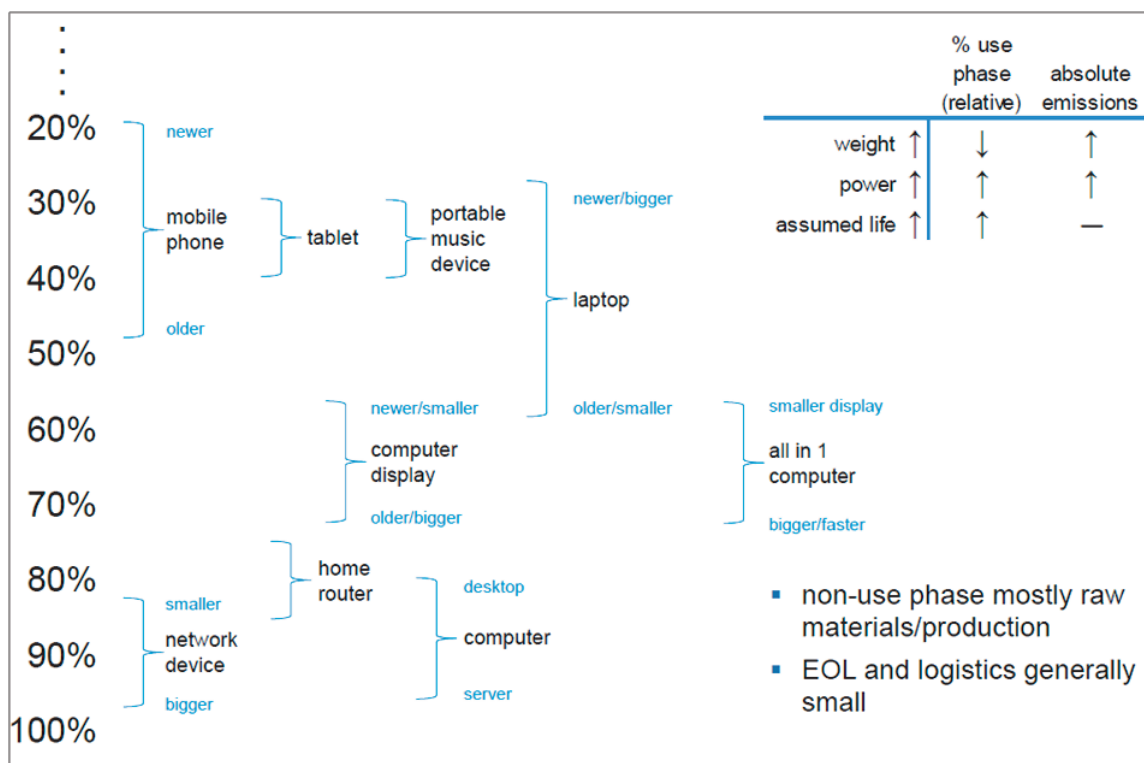 % use
phase
(relative)
absolute
emissions
weight ↑ ↓ ↑
power ↑ ↑ ↑
assumed life ↑ ↑ —
20%
30%
40%
50%
60%
70%
80%
90%
100%
newer
mobile
phone
older
tablet
portable
music
device
newer/bigger
laptop
older/smaller
newer/smaller
computer
display
older/bigger
smaller display
all in 1
computer
bigger/faster
home
router
smaller
network
device
bigger
desktop
computer
server
▪ non-use phase mostly raw
materials/production
▪ EOL and logistics generally
small